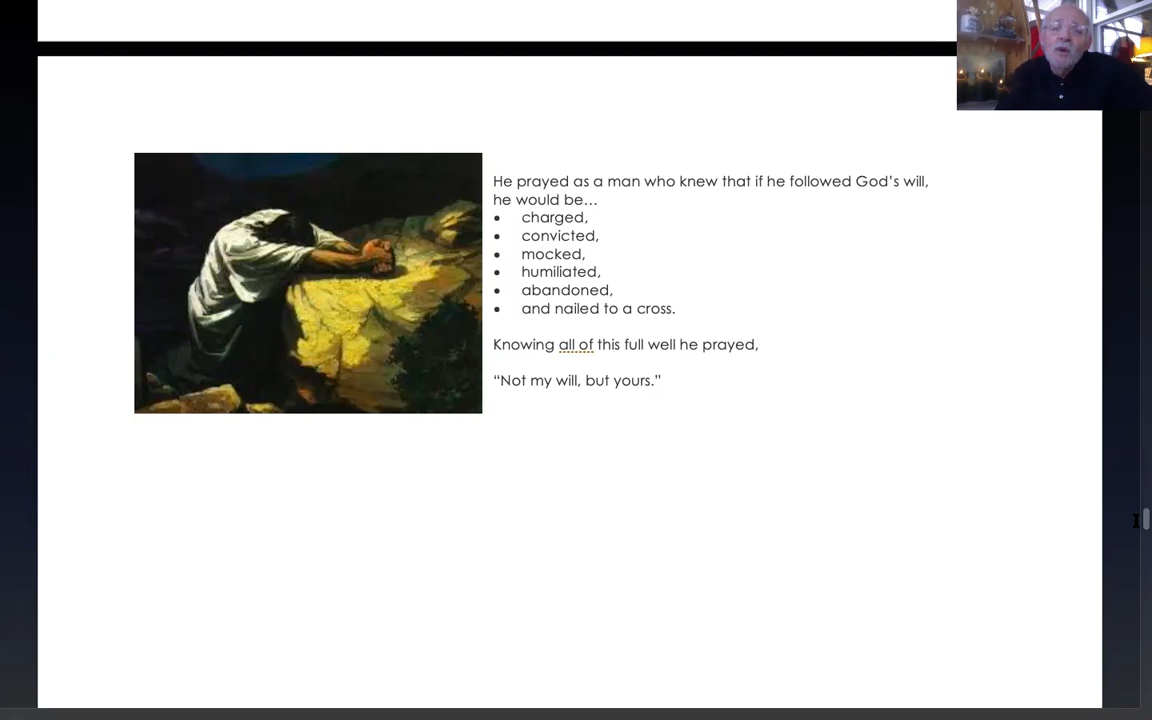 He prayed as a man who knew that if he followed God’s will,
he would be…
• charged,
• convicted,
• mocked,
• humiliated,
• abandoned,
• and nailed to a cross.
Knowing all of this full well he prayed,
“Not my will, but yours.”